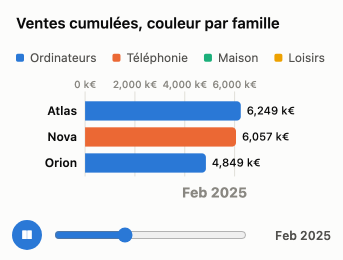 Ventes cumulées, couleur par famille
Ordinateurs Téléphonie Maison Loisirs
0 k€ 2,000 k€ 4,000 k€ 6,000 k€
Atlas 6,249 k€
Nova 6,057 k€
Orion 4,849 k€
Feb 2025
Feb 2025